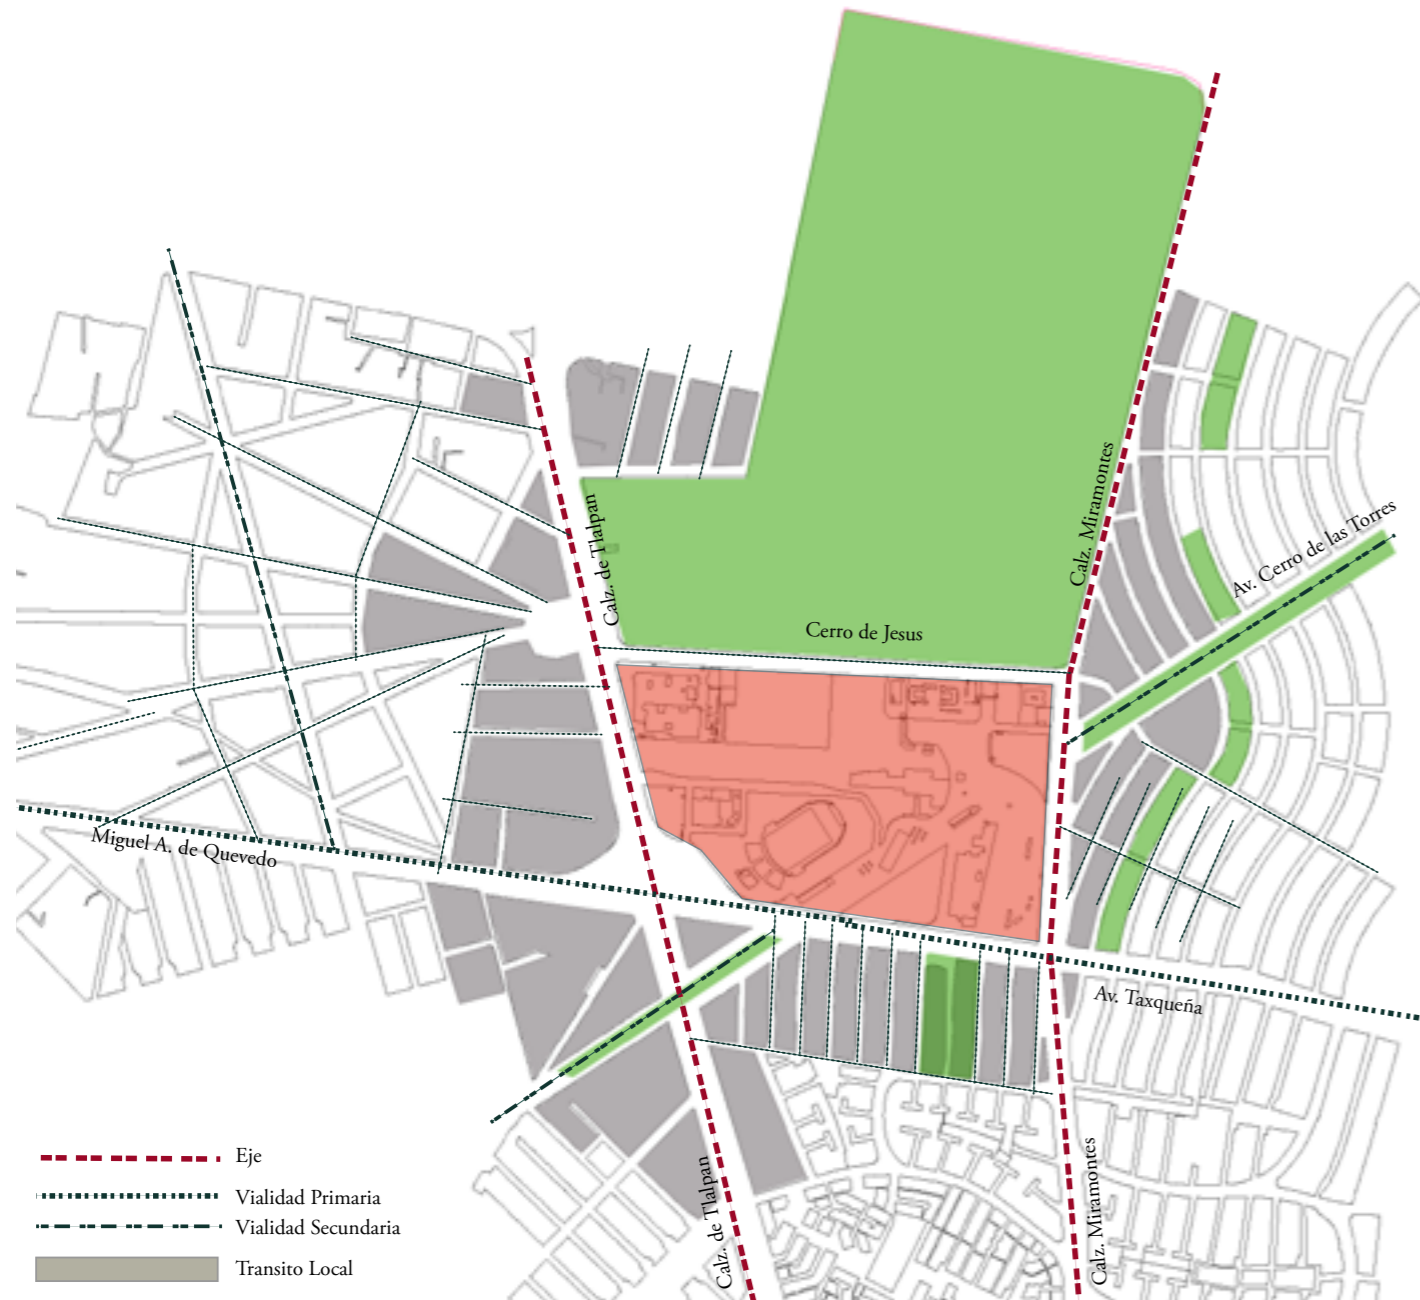 Calz. Miramontes
Calz. de Tlalpan
Av. Cerro de las Torres
Cerro de Jesus
Miguel A. de Quevedo
Av. Taxqueña
Calz. de Tlalpan
Calz. Miramontes
Eje
Vialidad Primaria
Vialidad Secundaria
Transito Local